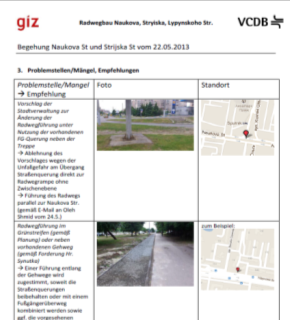 giz
Radwegbau Naukova, Stryiska, Lypynskoho Str.
VCDB
Begehung Naukova St und Strijska St vom 22.05.2013
3. Problemstellen/Mängel, Empfehlungen
Problemstelle/Mangel
→ Empfehlung
Foto
Standort
Vorschlag der
Stadtverwaltung zur
Änderung der
Radwegführung unter
Nutzung der vorhandenen
FG-Querung neben der
Treppe
→ Ablehnung des
Vorschlages wegen der
Unfallgefahr am Übergang
Straßenquerung direkt zur
Radwegrampe ohne
Zwischenebene
→ Führung des Radwegs
parallel zur Naukova Str.
(gemäß E-Mail an Oleh
Shmid vom 24.5.)
Radwegführung im
Grünstreifen (gemäß
Planung) oder neben
vorhandenen Gehweg
(gemäß Forderung Hr.
Synutka)
→ Einer Führung entlang
der Gehwege wird
zugestimmt, soweit die
Straßenquerungen
beibehalten oder mit einem
Fußgängerüberweg
kombiniert werden sowie
ggf. die vorgesehenen
zum Beispiel: